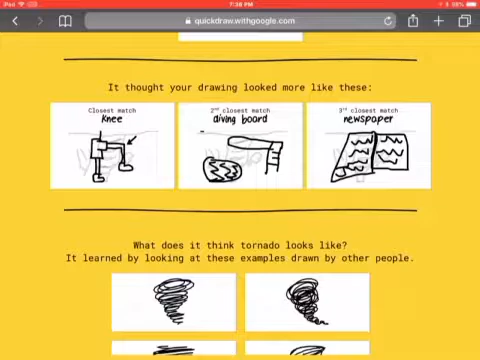 iPad
7:38 PM
98%
quickdraw.withgoogle.com
It thought your drawing looked more like these:
Closest match
knee
2nd closest match
diving board
3rd closest match
newspaper
What does it think tornado looks like?
It learned by looking at these examples drawn by other people.